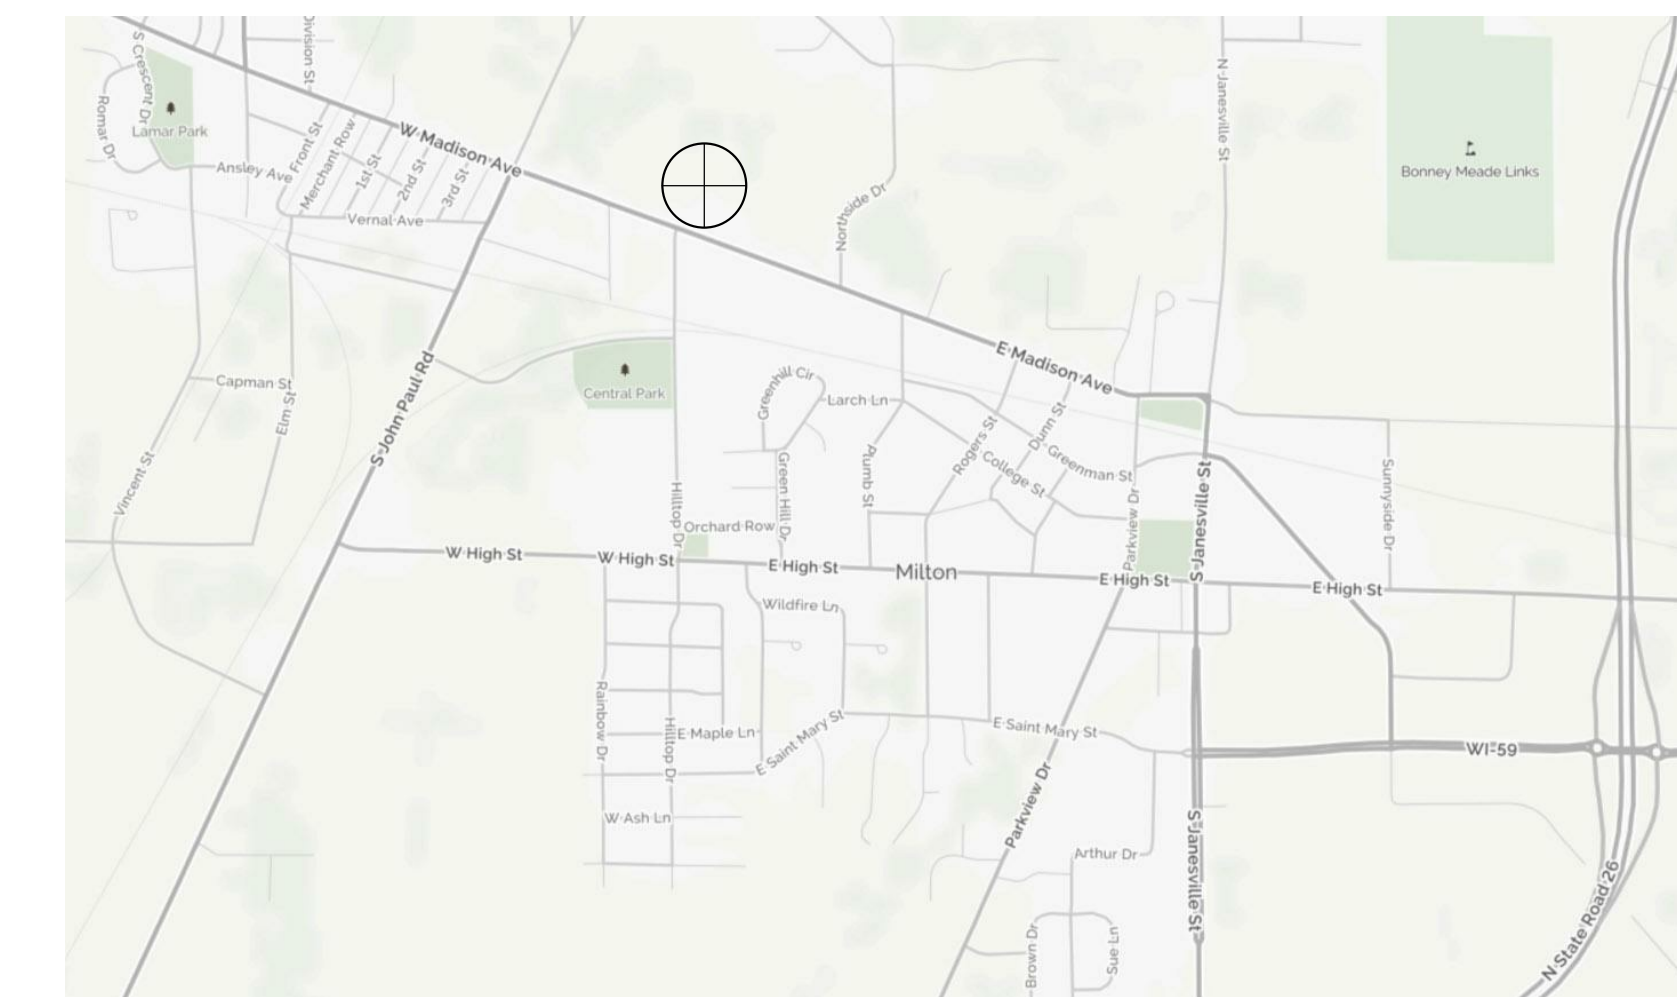 S Crescent Dr
Division St
N Janesville St
Romar Dr
Lamar Park
Front St
Merchant Row
W Madison Ave
Ansley Ave
1st St
2nd St
3rd St
Vernal Ave
Northside Dr
Bonney Meade Links
E Madison Ave
S John Paul Rd
Capman St
Elm St
Central Park
Greenhill Cir
Larch Ln
Rogers St
Dunn St
Greenman St
College St
Vincent St
Hilltop Dr
Green Hill Dr
Plumb St
Parkview Dr
S Janesville St
Sunnyside Dr
Orchard Row
W High St
W High St
E High St
Milton
E High St
E High St
Wildfire Ln
Rainbow Dr
Hilltop Dr
E Maple Ln
E Saint Mary St
E Saint Mary St
WI-59
W Ash Ln
Parkview Dr
Arthur Dr
S Janesville St
N State Road 26
Brown Dr
Sue Ln